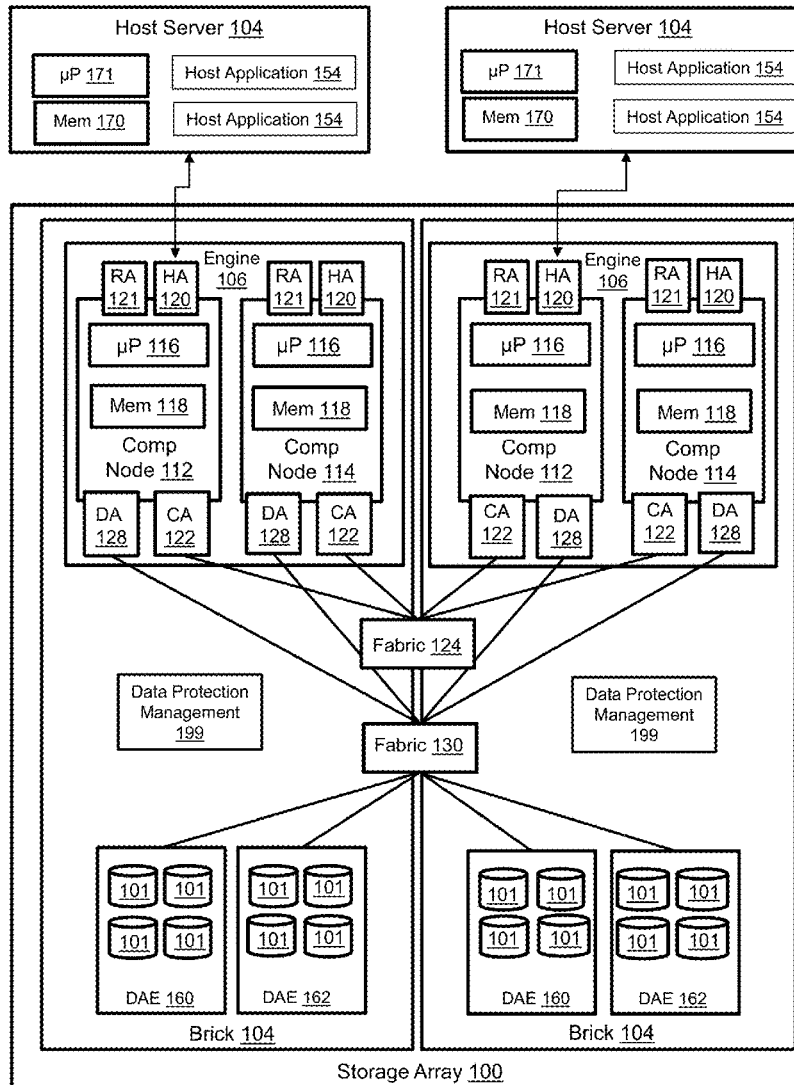 Host Server 104
µP 171
Host Application 154
Mem 170
Host Application 154
Host Server 104
µP 171
Host Application 154
Mem 170
Host Application 154
Engine 106
RA 121
HA 120
RA 121
HA 120
µP 116
µP 116
Mem 118
Mem 118
Comp Node 112
Comp Node 114
DA 128
CA 122
DA 128
CA 122
Engine 106
RA 121
HA 120
RA 121
HA 120
µP 116
µP 116
Mem 118
Mem 118
Comp Node 112
Comp Node 114
CA 122
DA 128
CA 122
DA 128
Fabric 124
Data Protection
Management
199
Data Protection
Management
199
Fabric 130
101 101
101 101
DAE 160
101 101
101 101
DAE 162
Brick 104
101 101
101 101
DAE 160
101 101
101 101
DAE 162
Brick 104
Storage Array 100